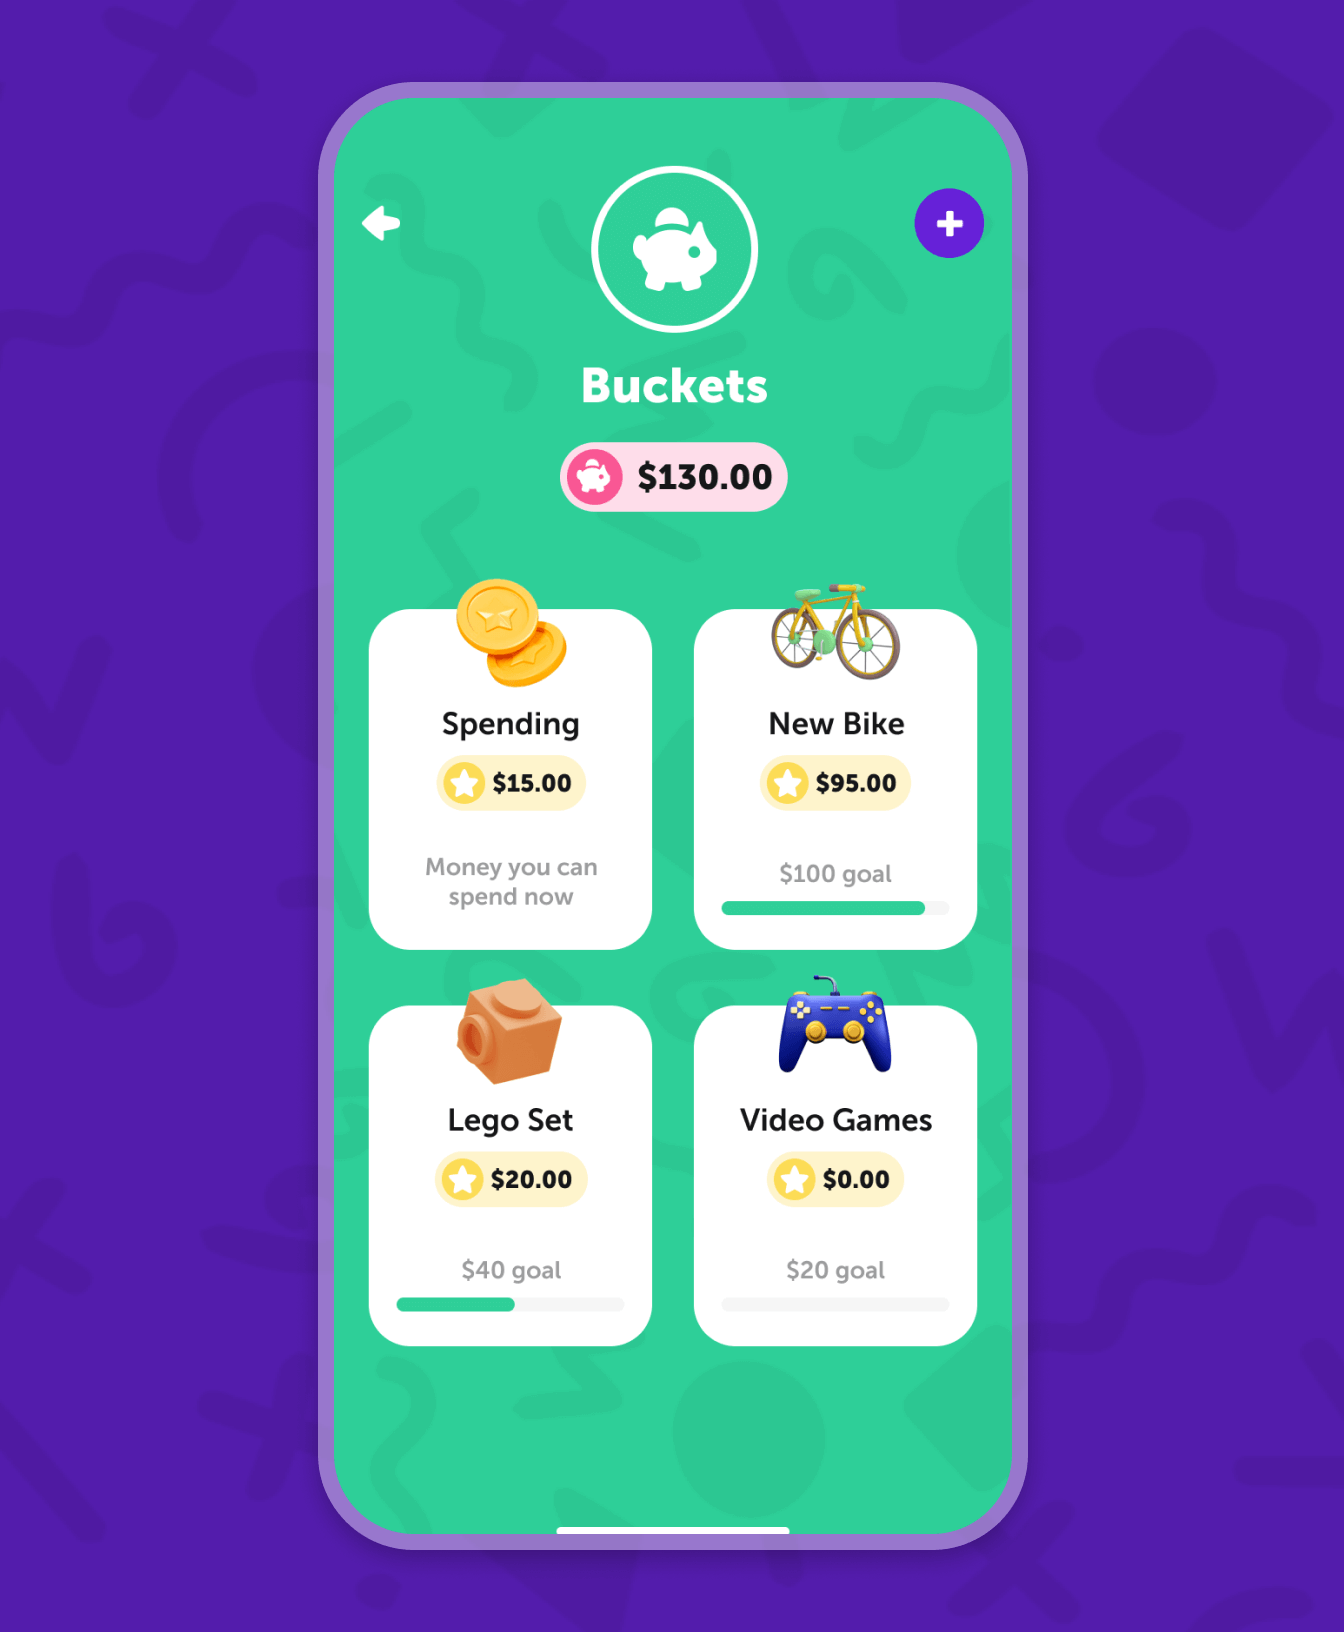 Buckets
$130.00
Spending
$15.00
Money you can
spend now
New Bike
$95.00
$100 goal
Lego Set
$20.00
$40 goal
Video Games
$0.00
$20 goal